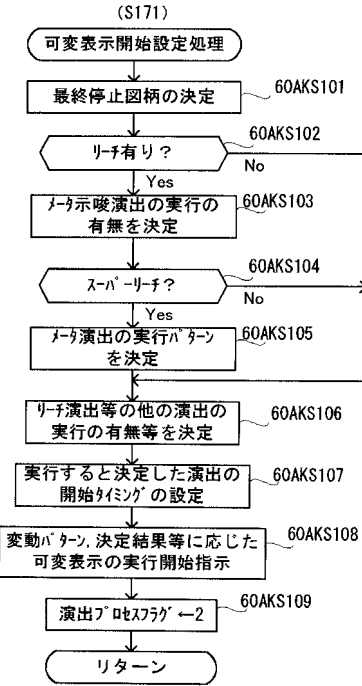 (S171)
可変表示開始設定処理
最終停止図柄の決定
60AKS101
ﾘｰﾁ有り?
60AKS102
No
Yes
ﾒｰﾀ示唆演出の実行の
有無を決定
60AKS103
ｽｰﾊﾟｰﾘｰﾁ?
60AKS104
No
Yes
ﾒｰﾀ演出の実行ﾊﾟﾀｰﾝ
を決定
60AKS105
ﾘｰﾁ演出等の他の演出の
実行の有無等を決定
60AKS106
実行すると決定した演出の
開始ﾀｲﾐﾝｸﾞの設定
60AKS107
変動ﾊﾟﾀｰﾝ,決定結果等に応じた
可変表示の実行開始指示
60AKS108
演出ﾌﾟﾛｾｽﾌﾗｸﾞ←2
60AKS109
リターン